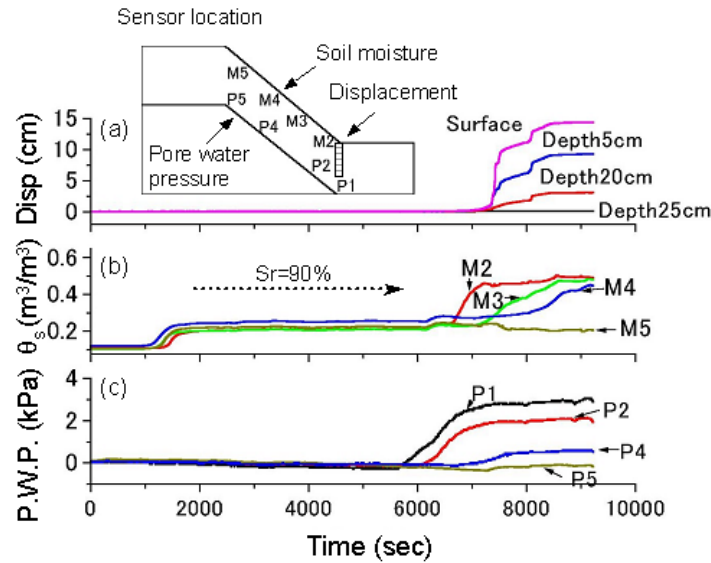 Sensor location
Soil moisture
Displacement
Pore water
pressure
M5
M4
M3
M2
P5
P4
P2
P1
(a)
Disp (cm)
15
10
5
0
Surface
Depth5cm
Depth20cm
Depth25cm
(b)
θs (m³/m³)
0.6
0.4
0.2
Sr=90%
M2
M3
M4
M5
(c)
P.W.P. (kPa)
4
2
0
P1
P2
P4
P5
0 2000 4000 6000 8000 10000
Time (sec)